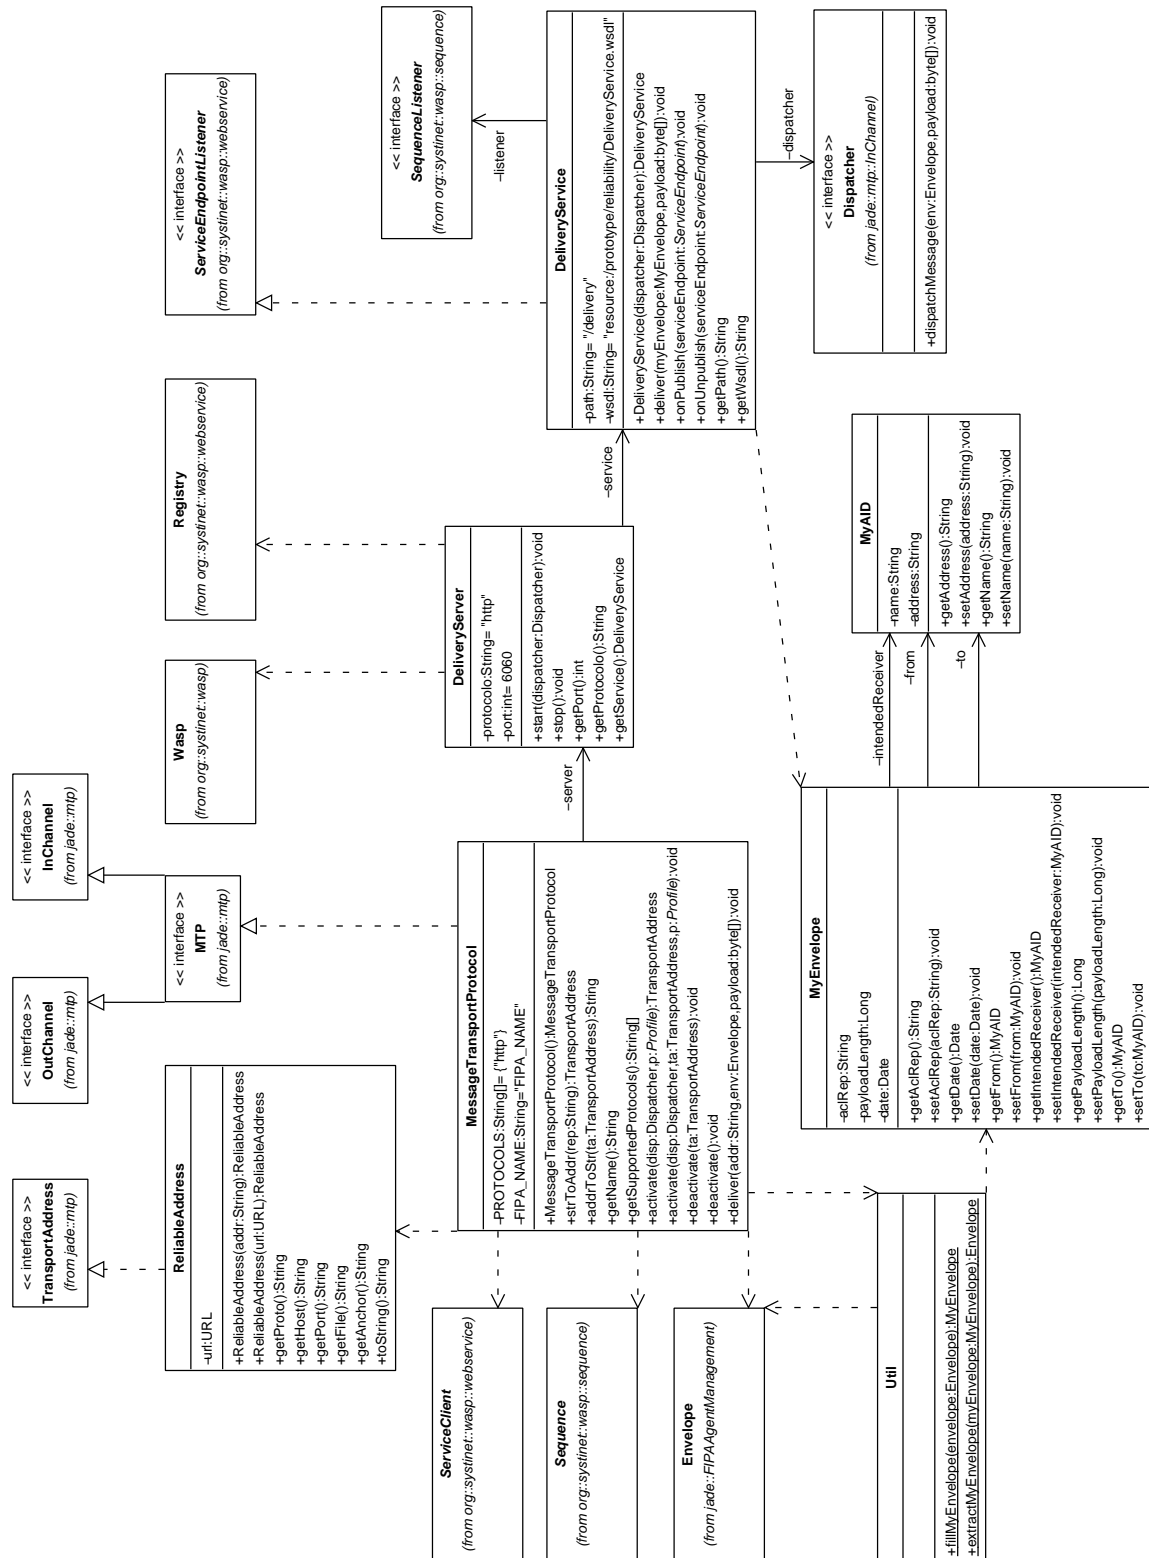 << interface >>
TransportAddress
(from jade::mtp)
<< interface >>
OutChannel
(from jade::mtp)
<< interface >>
InChannel
(from jade::mtp)
<< interface >>
MTP
(from jade::mtp)
ReliableAddress
–url:URL
+ReliableAddress(addr:String):ReliableAddress
+ReliableAddress(url:URL):ReliableAddress
+getProto():String
+getHost():String
+getPort():String
+getFile():String
+getAnchor():String
+toString():String
Wasp
(from org::systinet::wasp)
Registry
(from org::systinet::wasp::webservice)
<< interface >>
ServiceEndpointListener
(from org::systinet::wasp::webservice)
<< interface >>
SequenceListener
(from org::systinet::wasp::sequence)
–listener
ServiceClient
(from org::systinet::wasp::webservice)
Sequence
(from org::systinet::wasp::sequence)
Envelope
(from jade::FIPAAgentManagement)
MessageTransportProtocol
–PROTOCOLS:String[]= {"http"}
–FIPA_NAME:String="FIPA_NAME"
+MessageTransportProtocol():MessageTransportProtocol
+strToAddr(rep:String):TransportAddress
+addrToStr(ta:TransportAddress):String
+getName():String
+getSupportedProtocols():String[]
+activate(disp:Dispatcher,p:Profile):TransportAddress
+activate(disp:Dispatcher,ta:TransportAddress,p:Profile):void
+deactivate(ta:TransportAddress):void
+deactivate():void
+deliver(addr:String,env:Envelope,payload:byte[]):void
–server
DeliveryServer
–protocolo:String= "http"
–port:int= 6060
+start(dispatcher:Dispatcher):void
+stop():void
+getPort():int
+getProtocolo():String
+getService():DeliveryService
–service
DeliveryService
–path:String= "/delivery"
–wsdl:String= "resource:/prototype/reliability/DeliveryService.wsdl"
+DeliveryService(dispatcher:Dispatcher):DeliveryService
+deliver(myEnvelope:MyEnvelope,payload:byte[]):void
+onPublish(serviceEndpoint:ServiceEndpoint):void
+onUnpublish(serviceEndpoint:ServiceEndpoint):void
+getPath():String
+getWsdl():String
–dispatcher
<< interface >>
Dispatcher
(from jade::mtp::InChannel)
+dispatchMessage(env:Envelope,payload:byte[]):void
Util
+fillMyEnvelope(envelope:Envelope):MyEnvelope
+extractMyEnvelope(myEnvelope:MyEnvelope):Envelope
MyEnvelope
–aclRep:String
–payloadLength:Long
–date:Date
+getAclRep():String
+setAclRep(aclRep:String):void
+getDate():Date
+setDate(date:Date):void
+getFrom():MyAID
+setFrom(from:MyAID):void
+getIntendedReceiver():MyAID
+setIntendedReceiver(intendedReceiver:MyAID):void
+getPayloadLength():Long
+setPayloadLength(payloadLength:Long):void
+getTo():MyAID
+setTo(to:MyAID):void
–intendedReceiver
–from
–to
MyAID
–name:String
–address:String
+getAddress():String
+setAddress(address:String):void
+getName():String
+setName(name:String):void